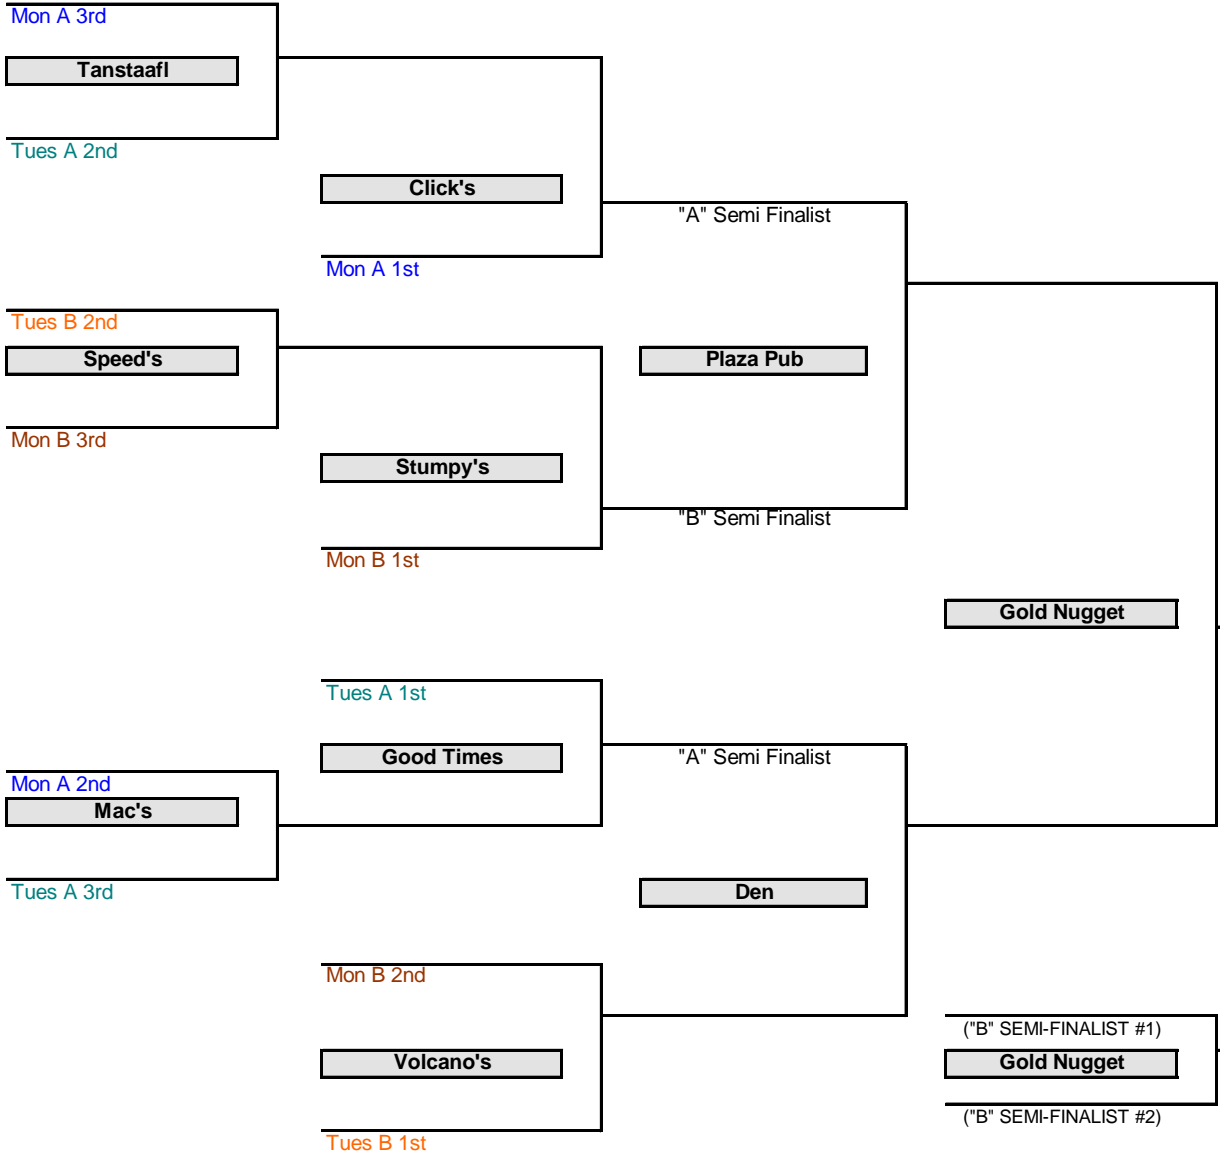 Mon A 3rd
Tanstaafl
Tues A 2nd
Click's
"A" Semi Finalist
Mon A 1st
Tues B 2nd
Speed's
Plaza Pub
Mon B 3rd
Stumpy's
"B" Semi Finalist
Mon B 1st
Gold Nugget
Tues A 1st
Good Times
"A" Semi Finalist
Mon A 2nd
Mac's
Tues A 3rd
Den
Mon B 2nd
("B" SEMI-FINALIST #1)
Volcano's
Gold Nugget
("B" SEMI-FINALIST #2)
Tues B 1st